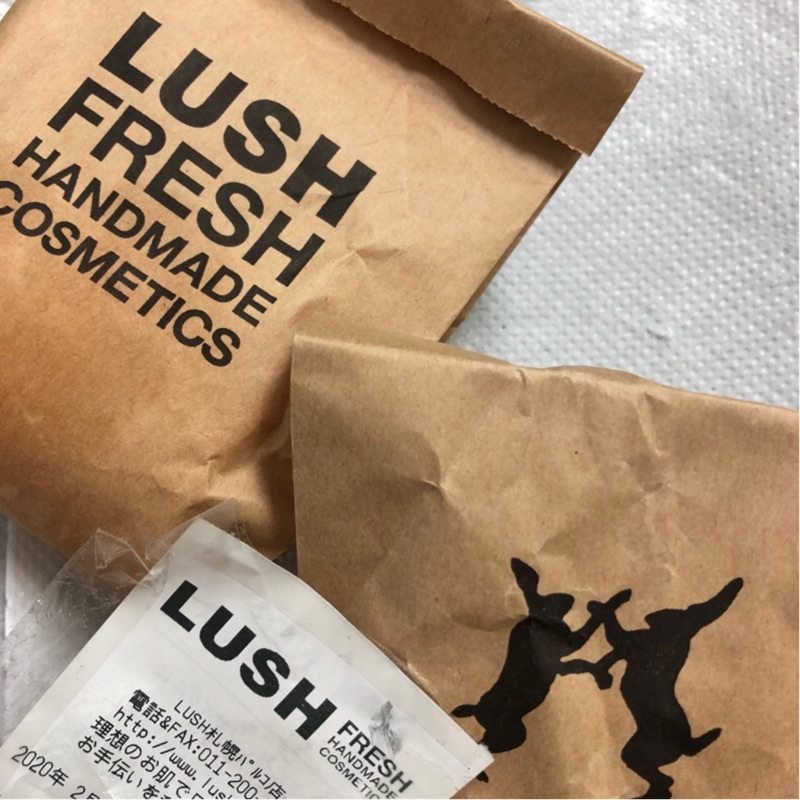 LUSH
FRESH
HANDMADE
COSMETICS
LUSH
FRESH
HANDMADE
COSMETIC
LUSH札幌パルコ店
電話&FAX:011-200-
http://www.lus
理想のお肌で
お手伝いを
2020年 2月